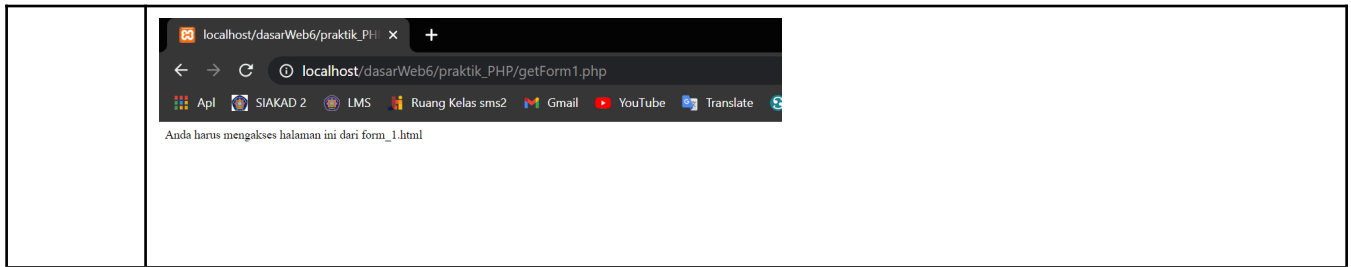 localhost/dasarWeb6/praktik_PH
localhost/dasarWeb6/praktik_PHP/getForm1.php
Apl SIAKAD 2 LMS Ruang Kelas sms2 Gmail YouTube Translate
Anda harus mengakses halaman ini dari form_1.html